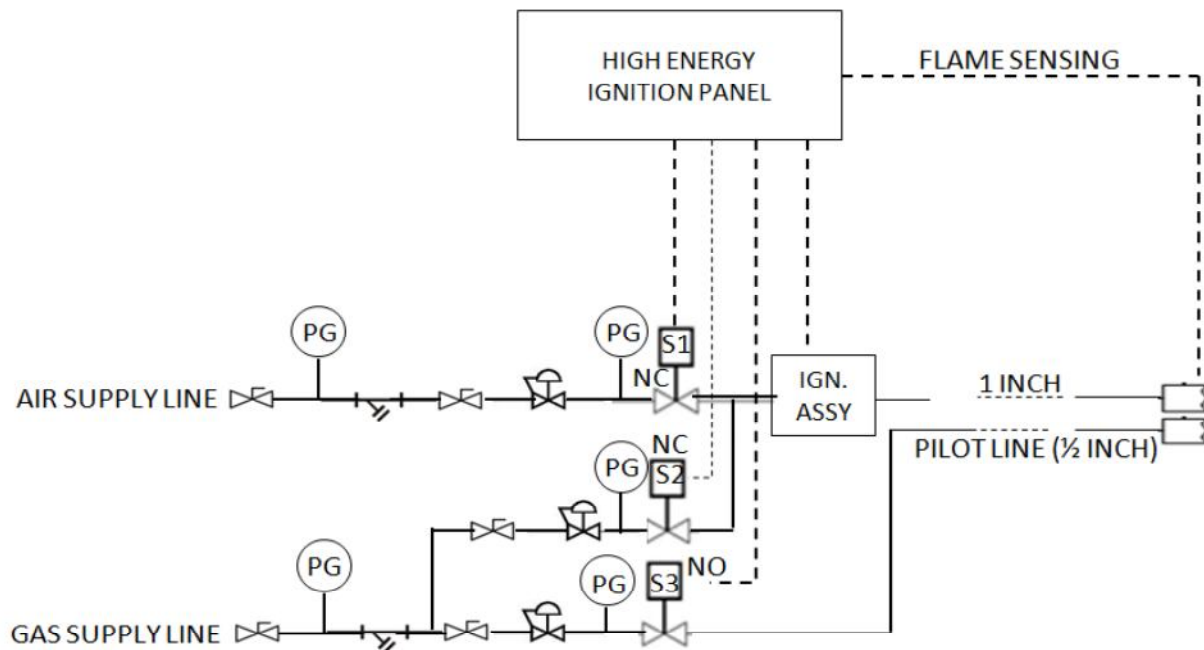 HIGH ENERGY
IGNITION PANEL
FLAME SENSING
PG
PG
S1
NC
AIR SUPPLY LINE
IGN.
ASSY
1 INCH
PILOT LINE (½ INCH)
NC
PG
S2
PG
PG
S3
NO
GAS SUPPLY LINE